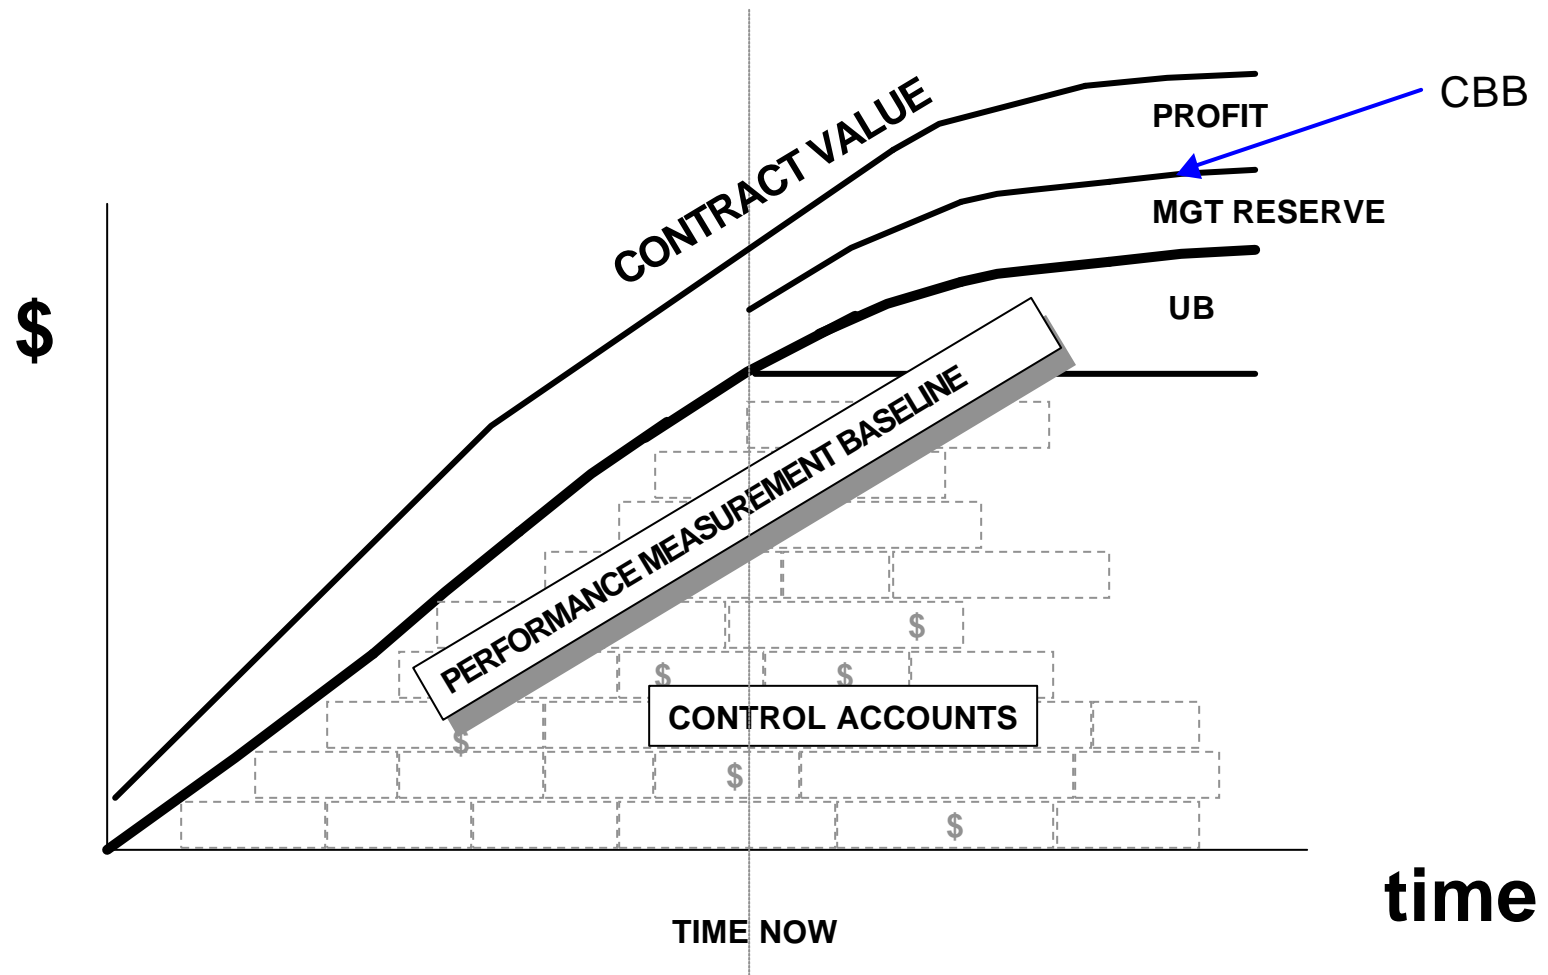 CONTRACT VALUE
CBB
PROFIT
MGT RESERVE
$
UB
PERFORMANCE MEASUREMENT BASELINE
$
$
$
CONTROL ACCOUNTS
$
$
$
time
TIME NOW